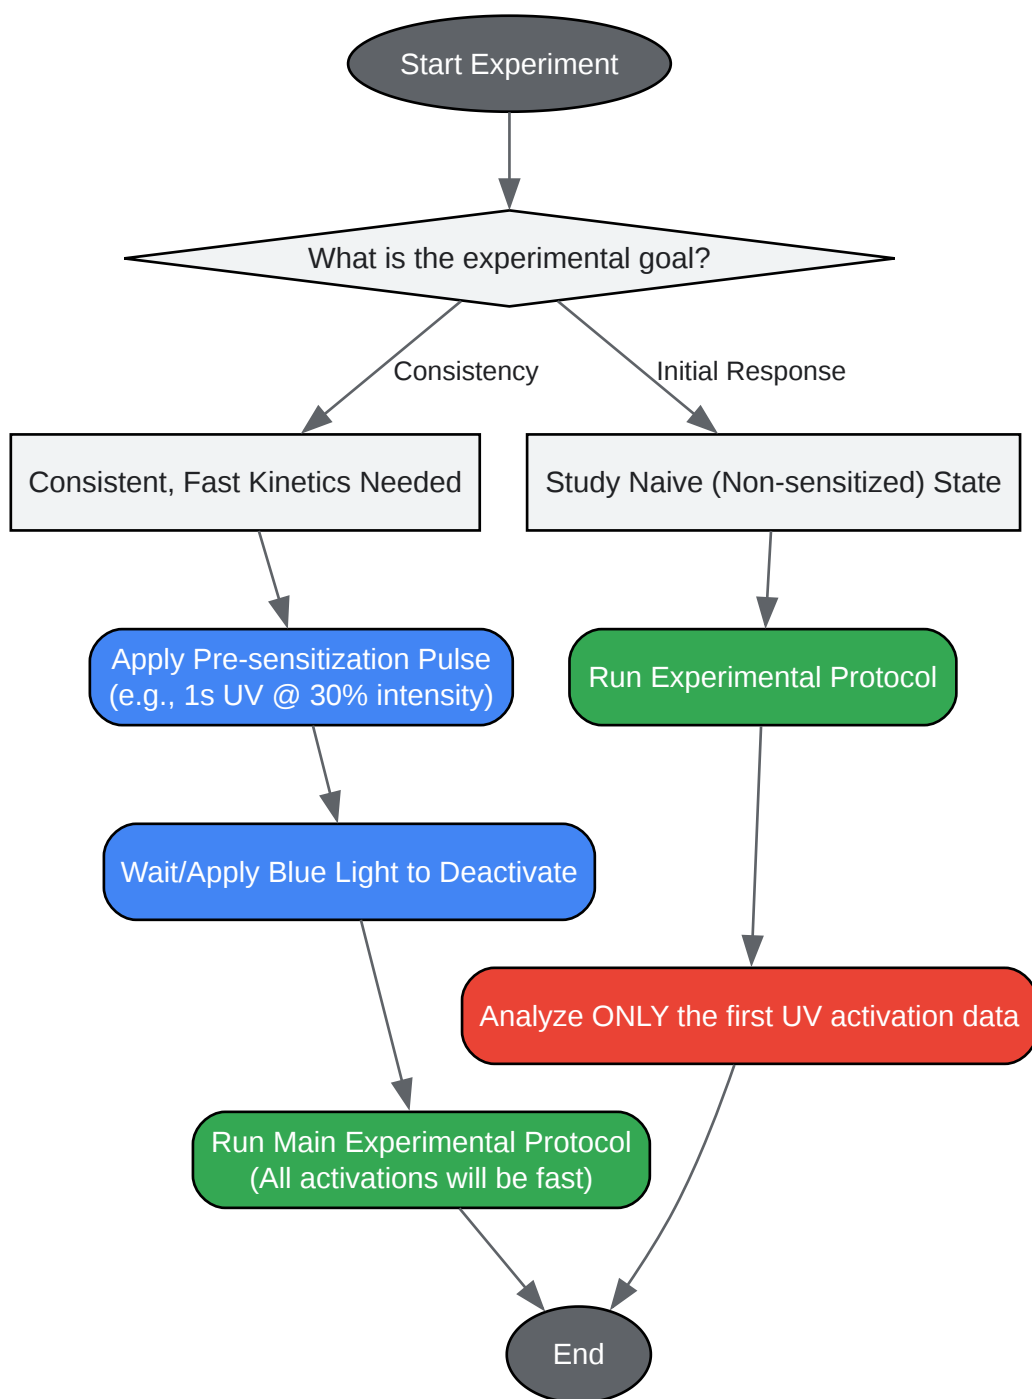 Start Experiment
What is the experimental goal?
Consistency
Initial Response
Consistent, Fast Kinetics Needed
Study Naive (Non-sensitized) State
Apply Pre-sensitization Pulse
(e.g., 1s UV @ 30% intensity)
Run Experimental Protocol
Wait/Apply Blue Light to Deactivate
Analyze ONLY the first UV activation data
Run Main Experimental Protocol
(All activations will be fast)
End